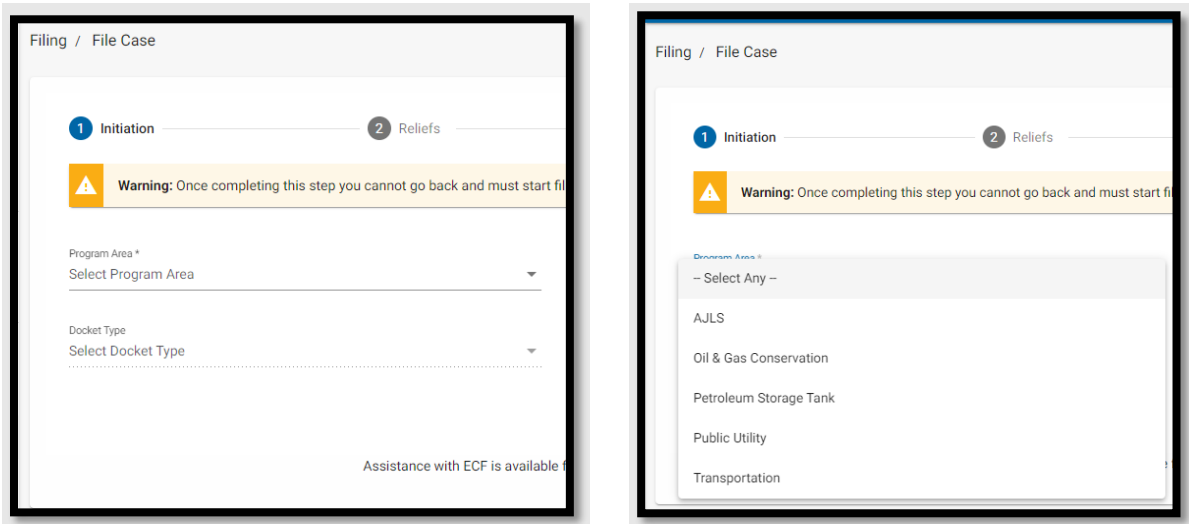 Filing / File Case
1 Initiation
2 Reliefs
Warning: Once completing this step you cannot go back and must start
Program Area *
Select Program Area
Docket Type
Select Docket Type
Assistance with ECF is available
Filing / File Case
1 Initiation
2 Reliefs
Warning: Once completing this step you cannot go back and must start
Program Area *
-- Select Any --
AJLS
Oil & Gas Conservation
Petroleum Storage Tank
Public Utility
Transportation